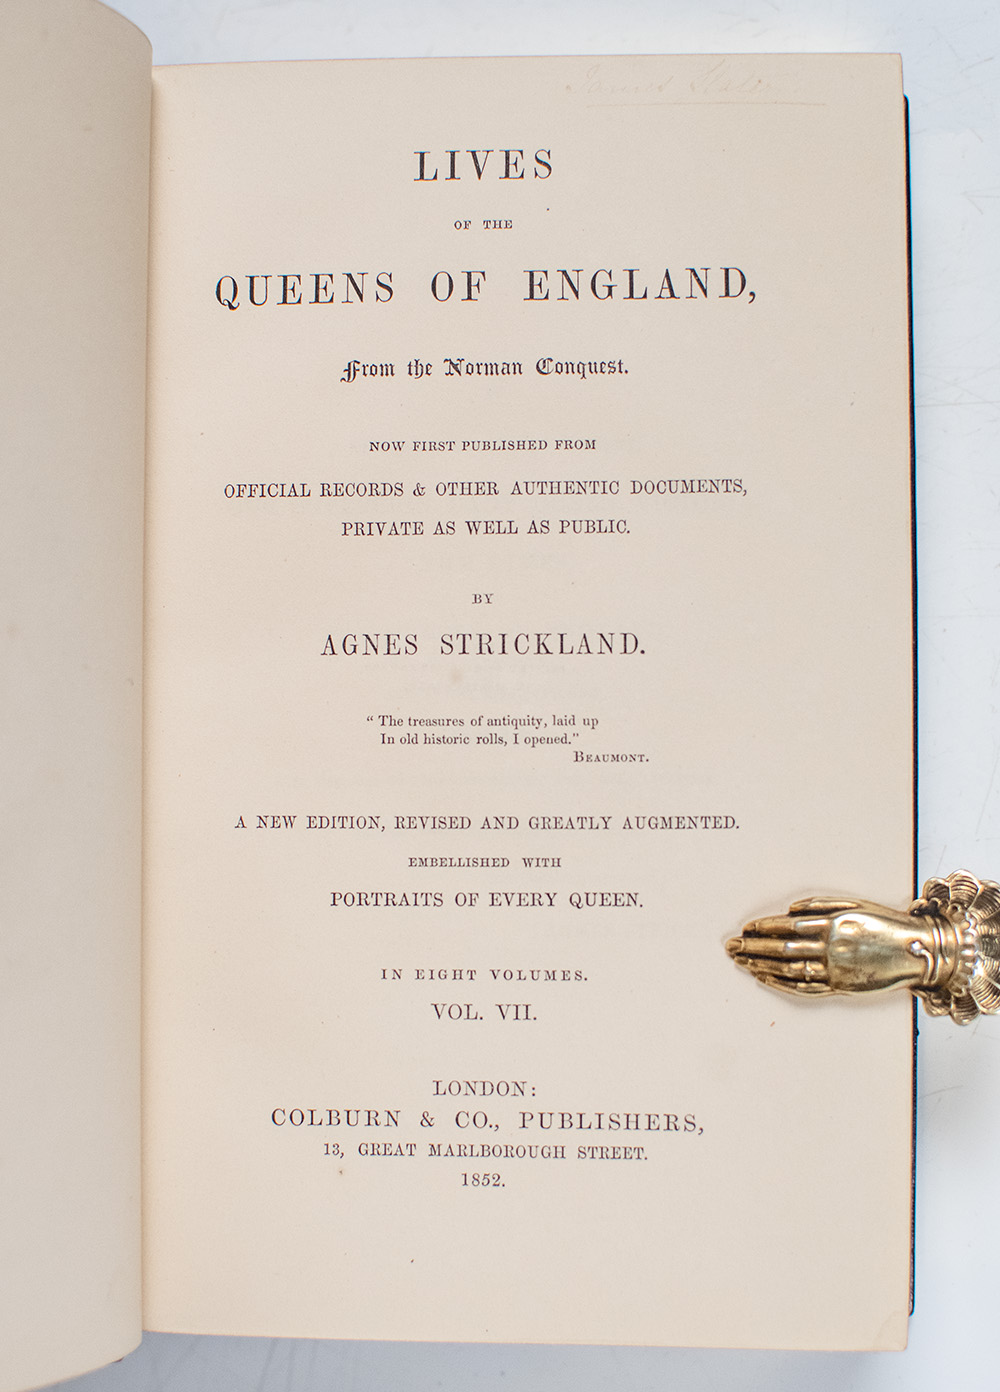 James
LIVES
OF THE
QUEENS OF ENGLAND,
From the Norman Conquest.
NOW FIRST PUBLISHED FROM
OFFICIAL RECORDS & OTHER AUTHENTIC DOCUMENTS,
PRIVATE AS WELL AS PUBLIC.
BY
AGNES STRICKLAND.
“ The treasures of antiquity, laid up
In old historic rolls, I opened.”
BEAUMONT.
A NEW EDITION, REVISED AND GREATLY AUGMENTED.
EMBELLISHED WITH
PORTRAITS OF EVERY QUEEN.
IN EIGHT VOLUMES.
VOL. VII.
LONDON:
COLBURN & CO., PUBLISHERS,
13, GREAT MARLBOROUGH STREET.
1852.